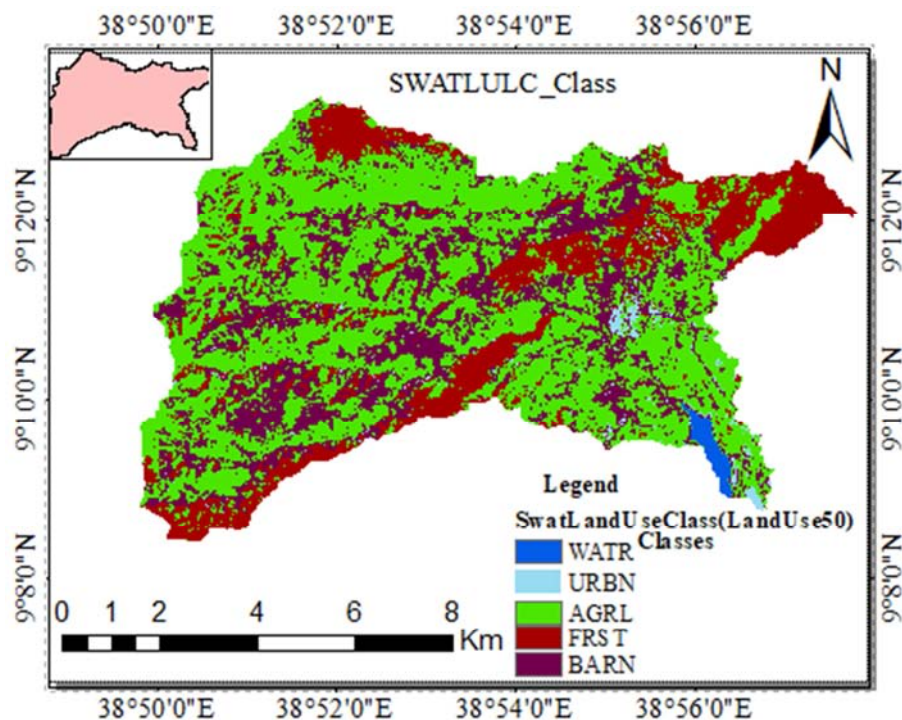 38°50'0"E 38°52'0"E 38°54'0"E 38°56'0"E
SWATLULC_Class
N
9°12'0"N 9°12'0"N
9°10'0"N 9°10'0"N
9°8'0"N 9°8'0"N
Legend
SwatLandUseClass(LandUse50)
Classes
WATR
URBN
AGRL
FRST
BARN
0 1 2 4 6 8
Km
38°50'0"E 38°52'0"E 38°54'0"E 38°56'0"E